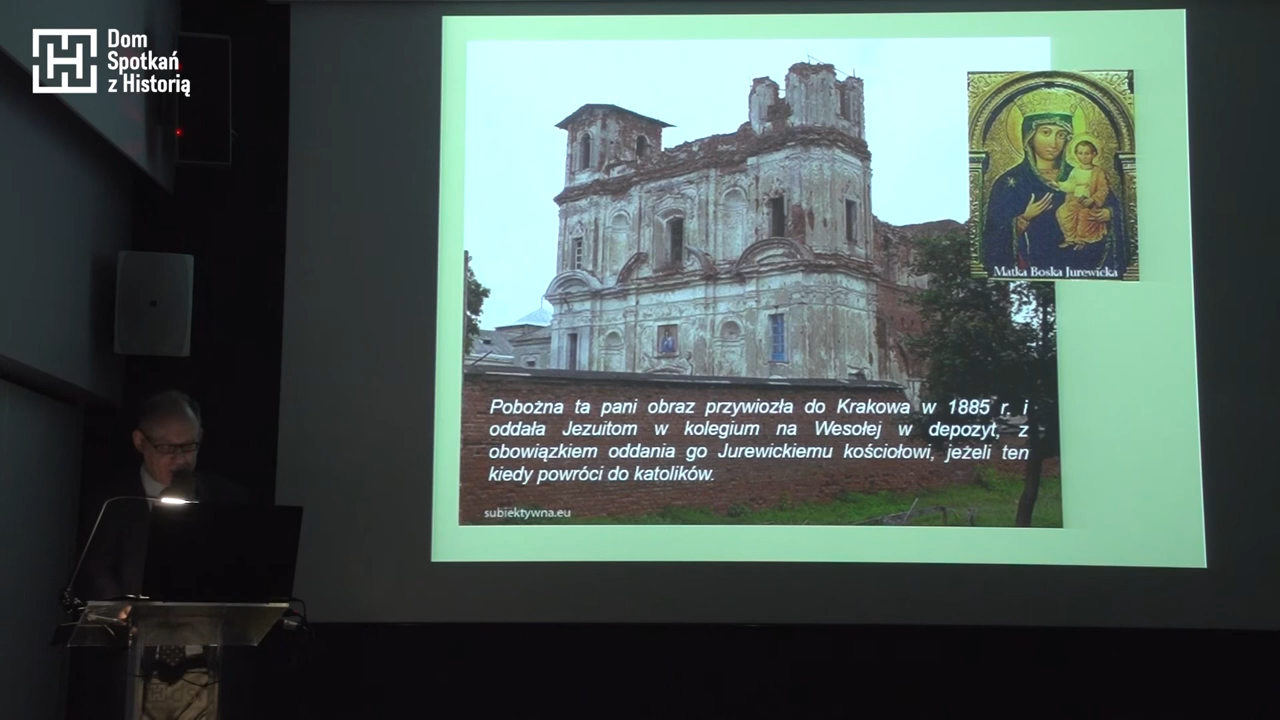 Dom
Spotkań
z Historią
Matka Boska Jurewicka
Pobożna ta pani obraz przywiozła do Krakowa w 1885 r. i
oddała Jezuitom w kolegium na Wesołej w depozyt, z
obowiązkiem oddania go Jurewickiemu kościołowi, jeżeli ten
kiedy powróci do katolików.
subiektywna.eu